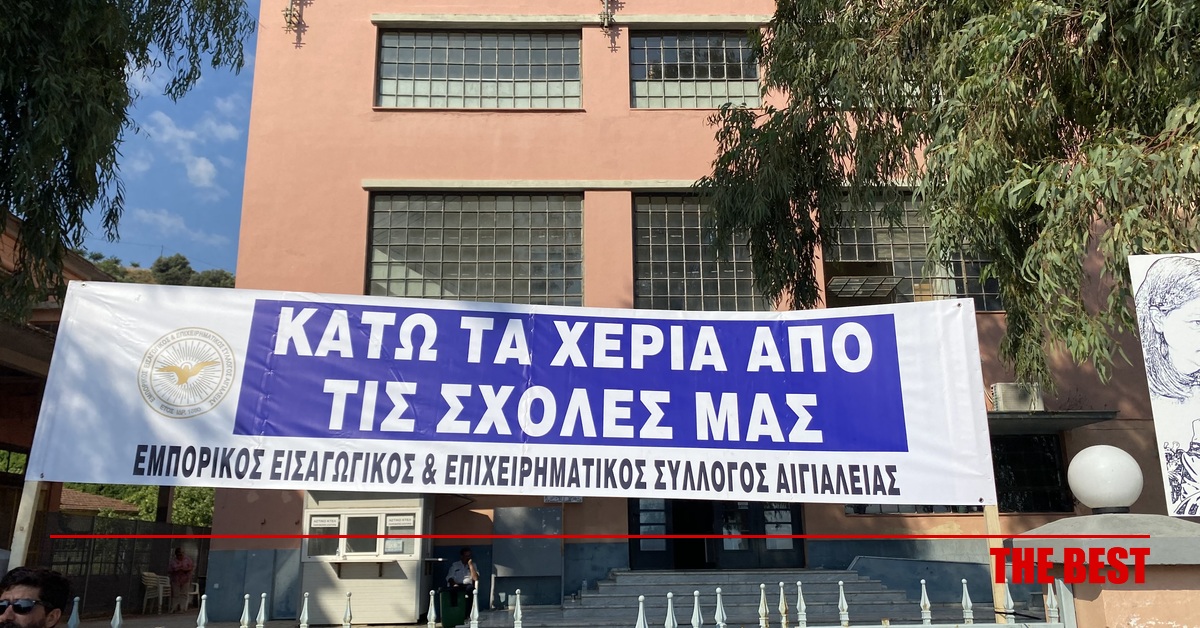 ΚΑΤΩ ΤΑ ΧΕΡΙΑ ΑΠΟ
ΤΙΣ ΣΧΟΛΕΣ ΜΑΣ
ΕΜΠΟΡΙΚΟΣ ΕΙΣΑΓΩΓΙΚΟΣ & ΕΠΙΧΕΙΡΗΜΑΤΙΚΟΣ ΣΥΛΛΟΓΟΣ ΑΙΓΙΑΛΕΙΑΣ
THE BEST